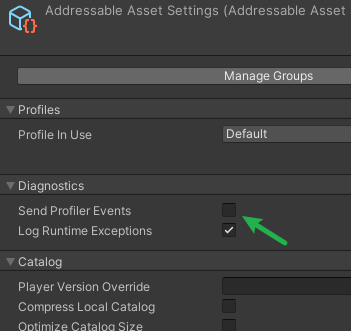 Addressable Asset Settings (Addressable Asset
Manage Groups
Profiles
Profile In Use Default
Diagnostics
Send Profiler Events
Log Runtime Exceptions
Catalog
Player Version Override
Compress Local Catalog
Optimize Catalog Size